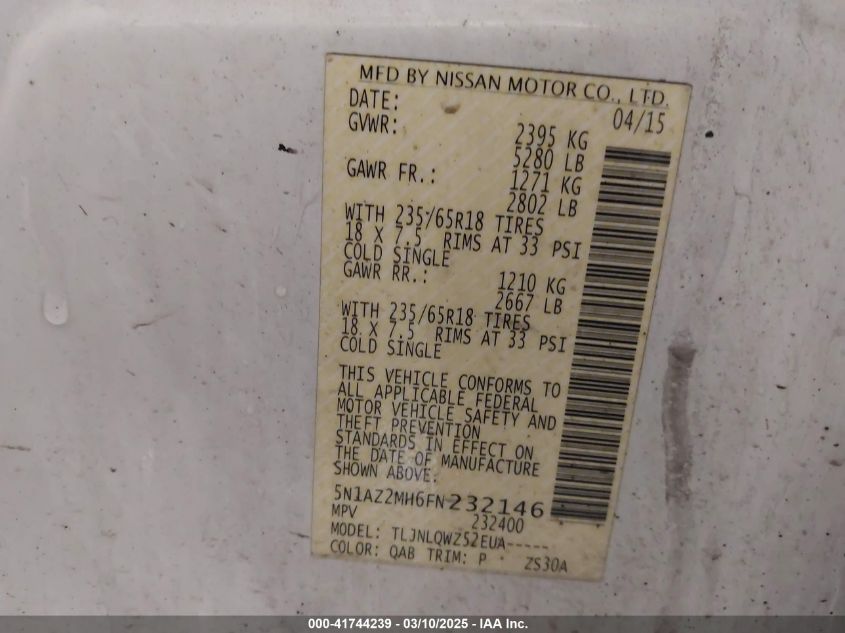 MFD BY NISSAN MOTOR CO., LTD.
DATE: 04/15
GVWR: 2395 KG
5280 LB
GAWR FR.: 1271 KG
2802 LB
WITH 235/65R18 TIRES
18 X 7.5 RIMS AT 33 PSI
COLD SINGLE
GAWR RR.: 1210 KG
2667 LB
WITH 235/65R18 TIRES
18 X 7.5 RIMS AT 33 PSI
COLD SINGLE
THIS VEHICLE CONFORMS TO
ALL APPLICABLE FEDERAL
MOTOR VEHICLE SAFETY AND
THEFT PREVENTION
STANDARDS IN EFFECT ON
THE DATE OF MANUFACTURE
SHOWN ABOVE:
5N1AZ2MH6FN232146
MPV 232400
MODEL: TLJNLQWZ52EUA-----
COLOR: QAB TRIM: P ZS30A
000-41744239 - 03/10/2025 - IAA Inc.